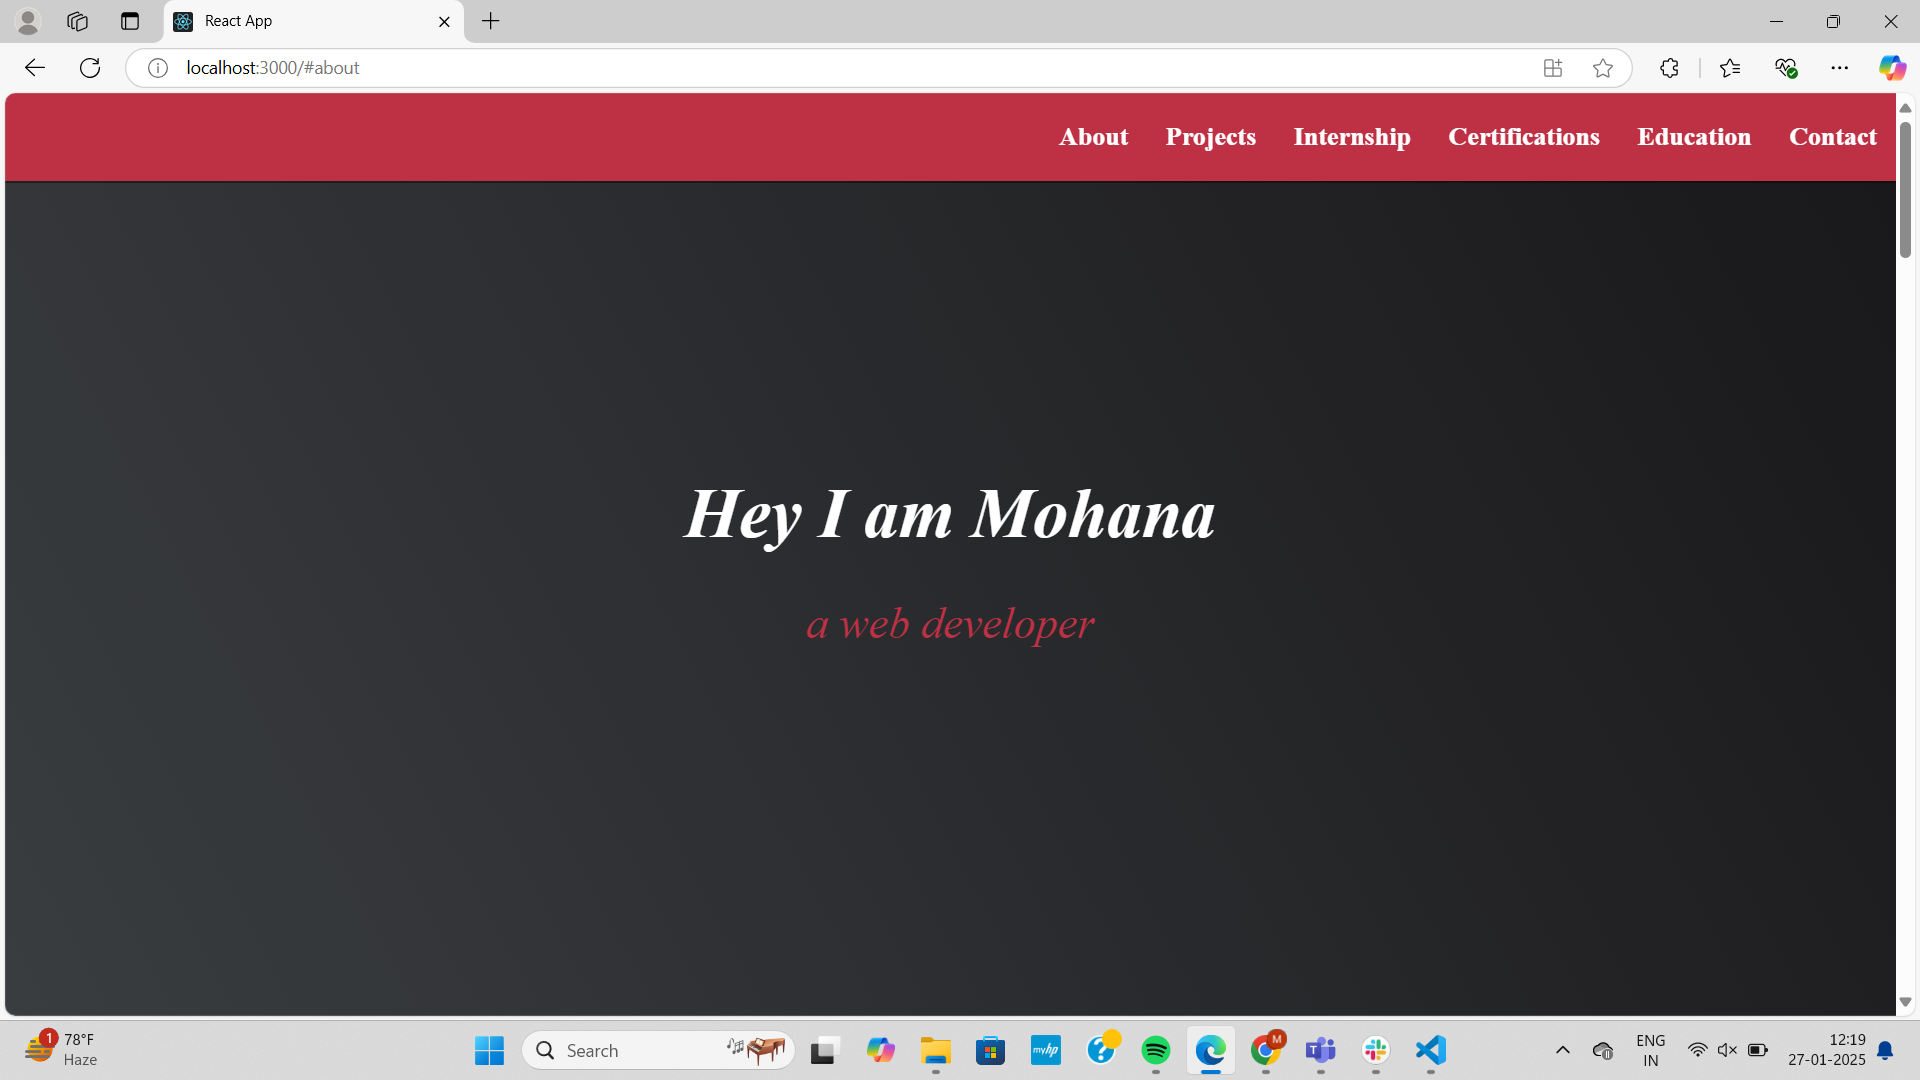 React App
localhost:3000/#about
About Projects Internship Certifications Education Contact
Hey I am Mohana
a web developer
1
78°F
Haze
Search
myhp
M
ENG
IN
12:19
27-01-2025